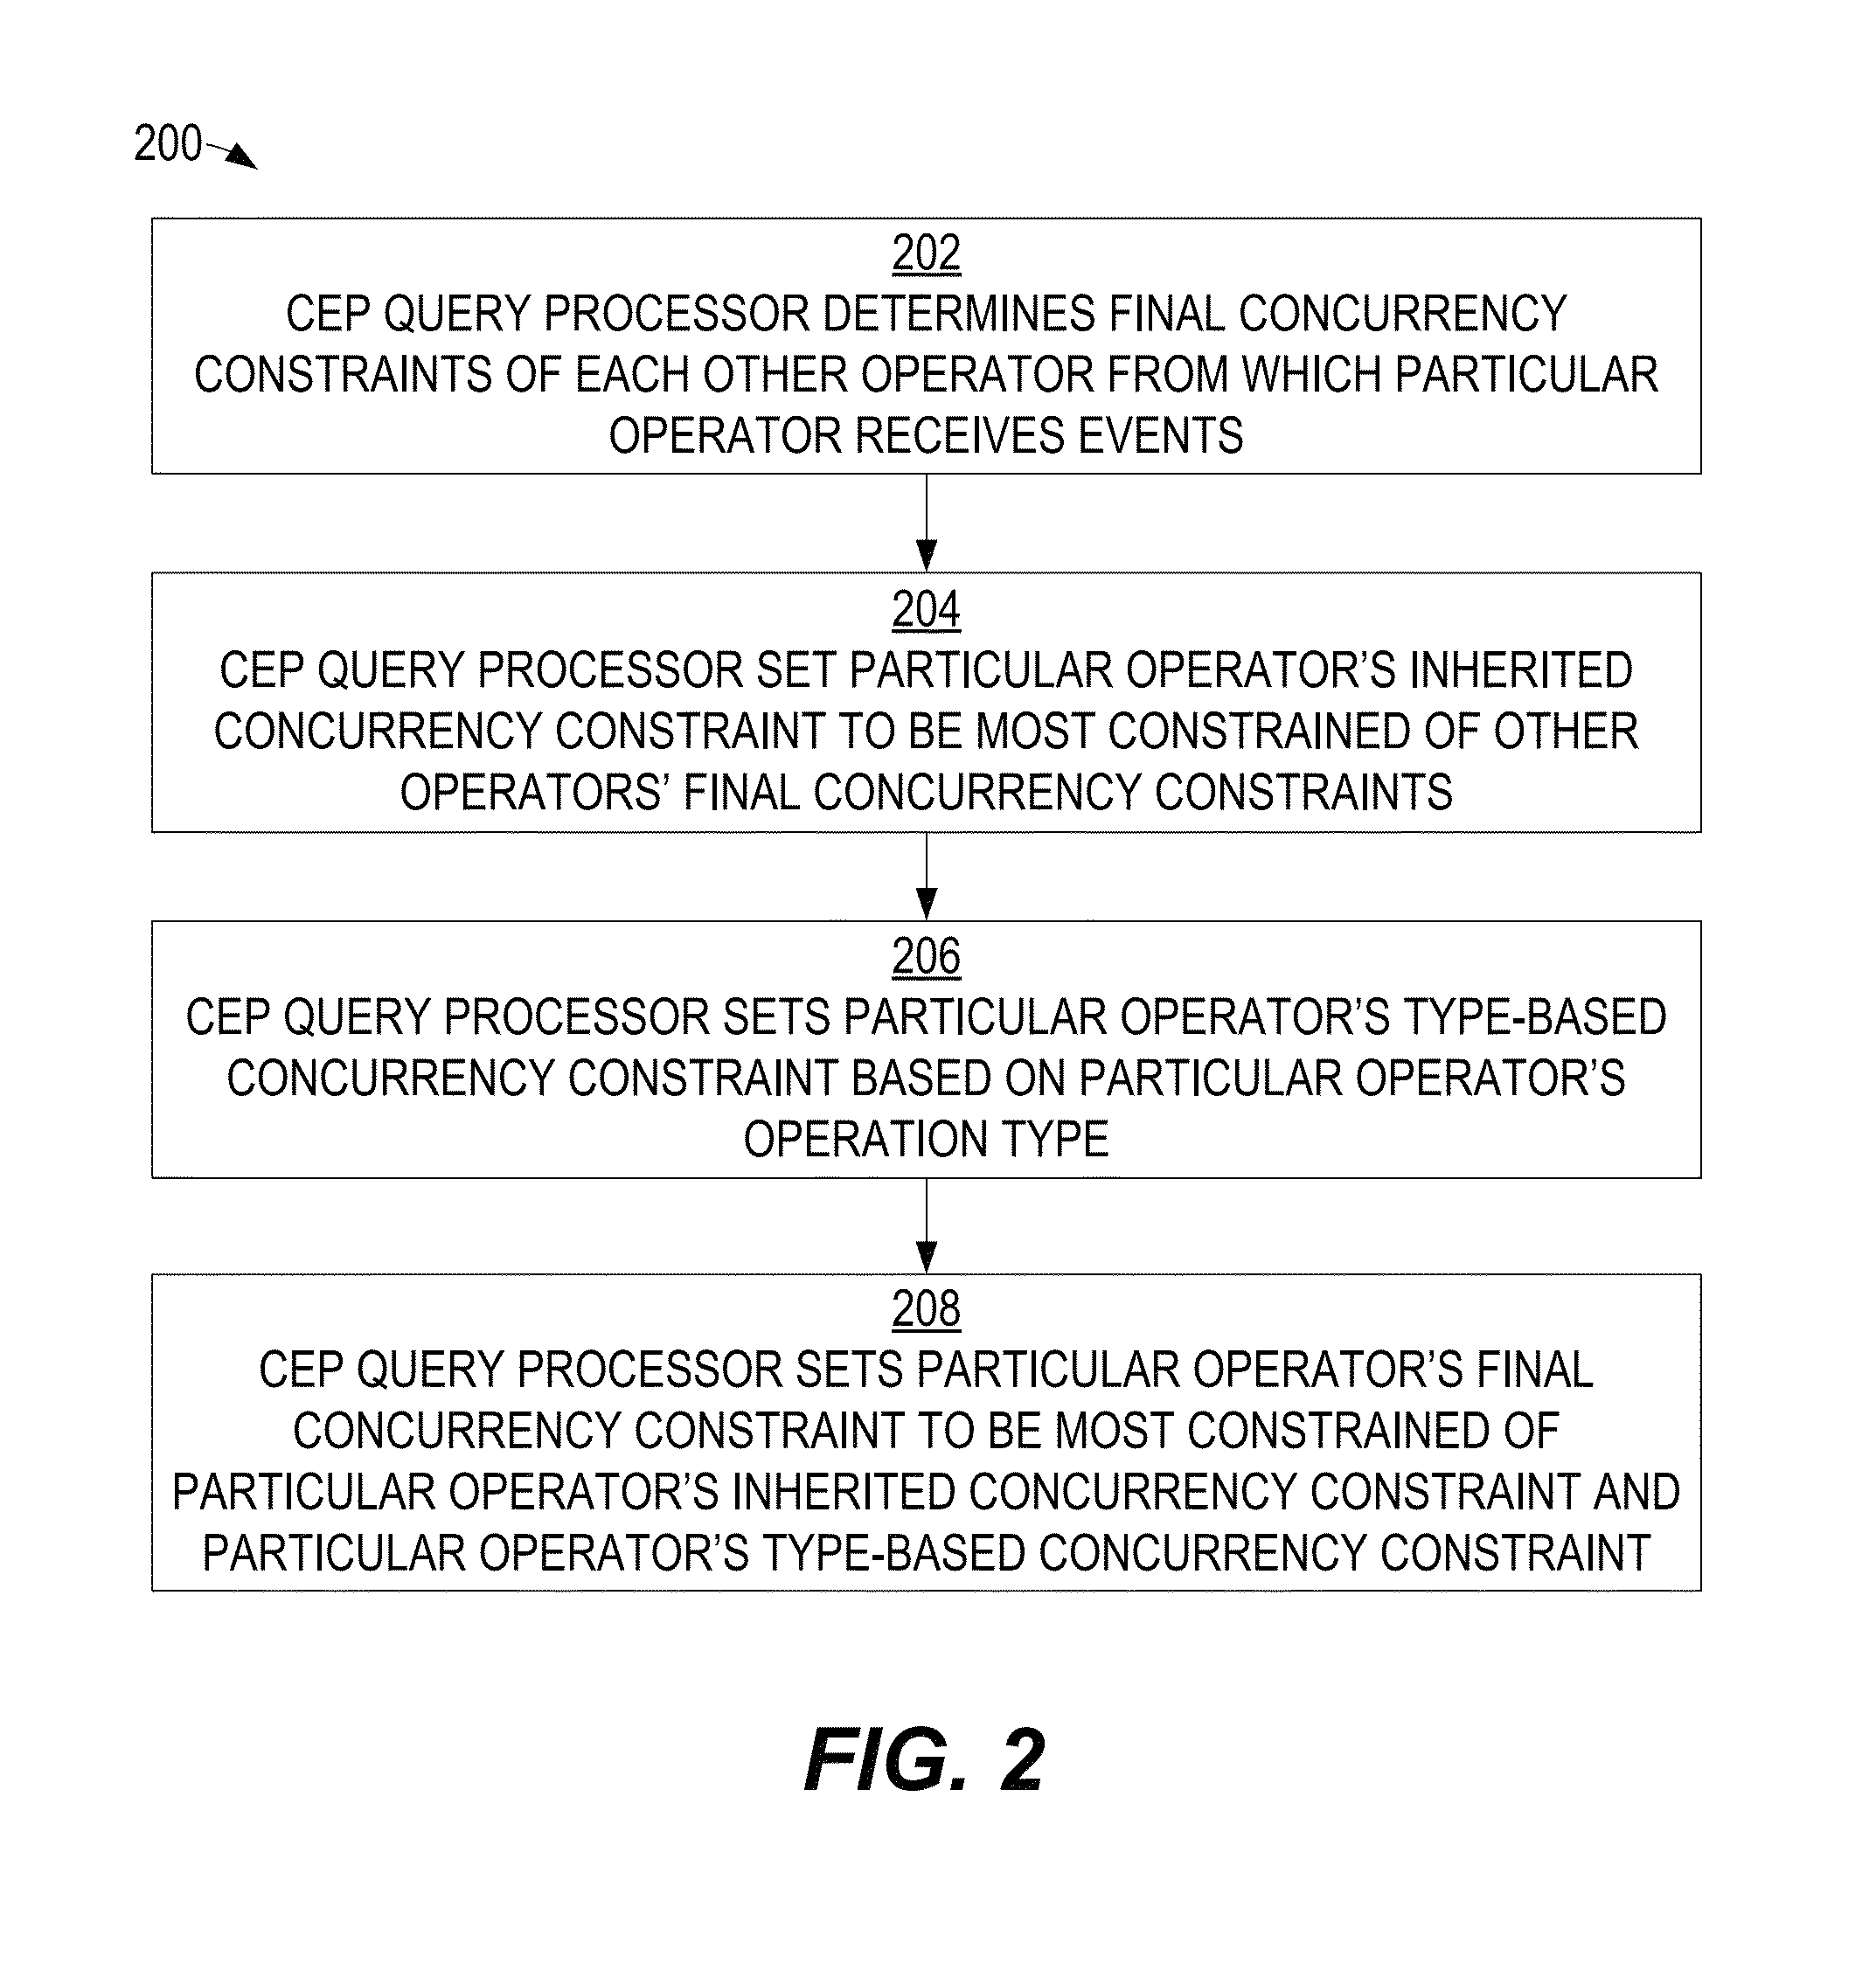 200
202
CEP QUERY PROCESSOR DETERMINES FINAL CONCURRENCY
CONSTRAINTS OF EACH OTHER OPERATOR FROM WHICH PARTICULAR
OPERATOR RECEIVES EVENTS
204
CEP QUERY PROCESSOR SET PARTICULAR OPERATOR’S INHERITED
CONCURRENCY CONSTRAINT TO BE MOST CONSTRAINED OF OTHER
OPERATORS’ FINAL CONCURRENCY CONSTRAINTS
206
CEP QUERY PROCESSOR SETS PARTICULAR OPERATOR’S TYPE-BASED
CONCURRENCY CONSTRAINT BASED ON PARTICULAR OPERATOR’S
OPERATION TYPE
208
CEP QUERY PROCESSOR SETS PARTICULAR OPERATOR’S FINAL
CONCURRENCY CONSTRAINT TO BE MOST CONSTRAINED OF
PARTICULAR OPERATOR’S INHERITED CONCURRENCY CONSTRAINT AND
PARTICULAR OPERATOR’S TYPE-BASED CONCURRENCY CONSTRAINT
FIG. 2